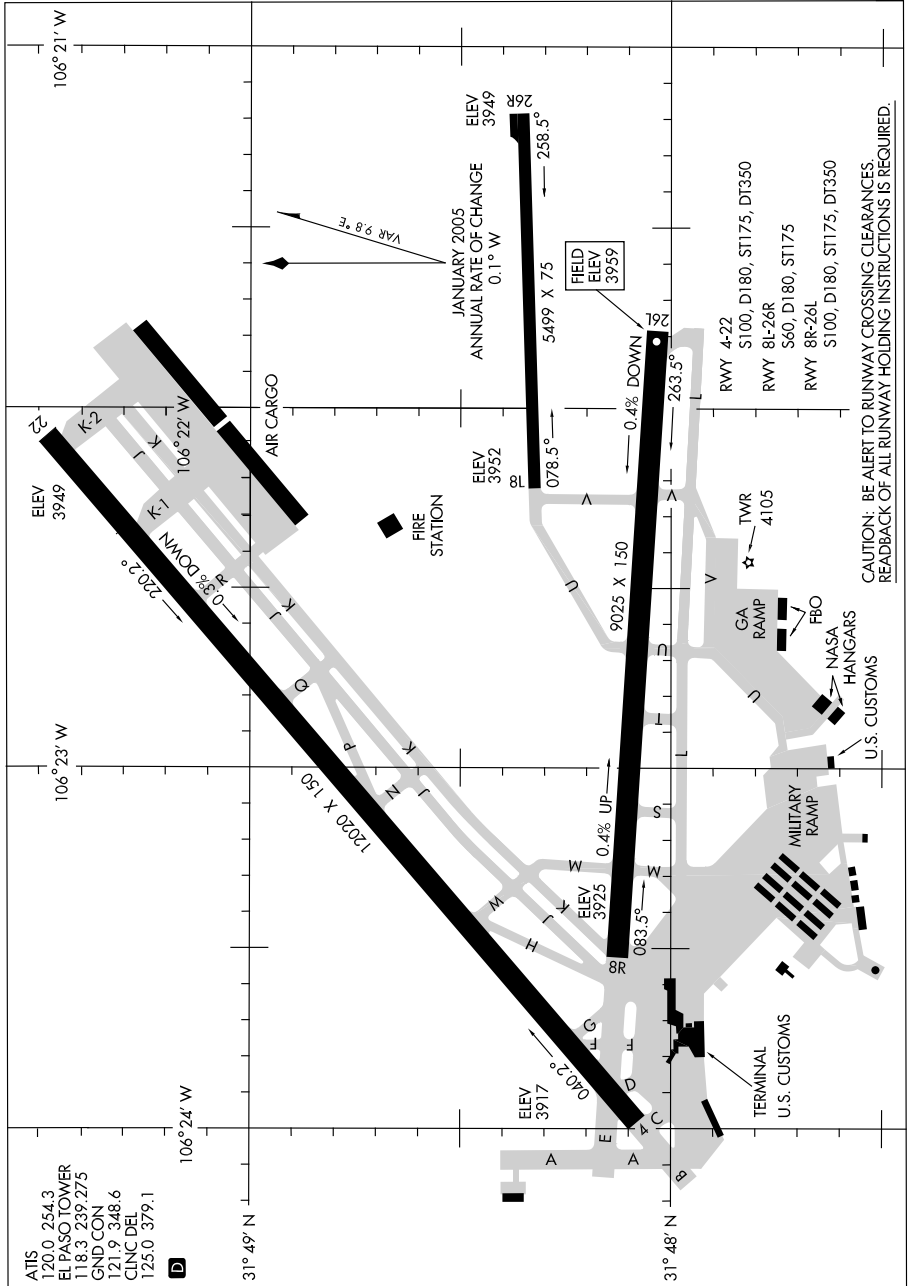 ATIS
120.0 254.3
EL PASO TOWER
118.3 239.275
GND CON
121.9 348.6
CLNC DEL
125.0 379.1
D
106°24' W
106°23' W
106°22' W
106°21' W
31°49' N
31°48' N
ELEV
3949
22
K-2
J
K
K-1
220.2°
0.3% DOWN
R
J
K
AIR CARGO
FIRE
STATION
Q
P
N
J
K
12020 X 150
M
W
H
J
K
G
F
F
E
D
C
4
040.2°
ELEV
3917
A
A
B
VAR 9.8°E
JANUARY 2005
ANNUAL RATE OF CHANGE
0.1° W
ELEV
3949
26R
258.5°
5499 X 75
ELEV
3952
8L
078.5°
FIELD
ELEV
3959
26L
0.4% DOWN
263.5°
9025 X 150
0.4% UP
ELEV
3925
8R
083.5°
V
U
U
T
S
M
L
L
L
V
U
TWR
4105
GA
RAMP
FBO
NASA
HANGARS
U.S. CUSTOMS
MILITARY
RAMP
TERMINAL
U.S. CUSTOMS
RWY 4-22
S100, D180, ST175, DT350
RWY 8L-26R
S60, D180, ST175
RWY 8R-26L
S100, D180, ST175, DT350
CAUTION: BE ALERT TO RUNWAY CROSSING CLEARANCES.
READBACK OF ALL RUNWAY HOLDING INSTRUCTIONS IS REQUIRED.